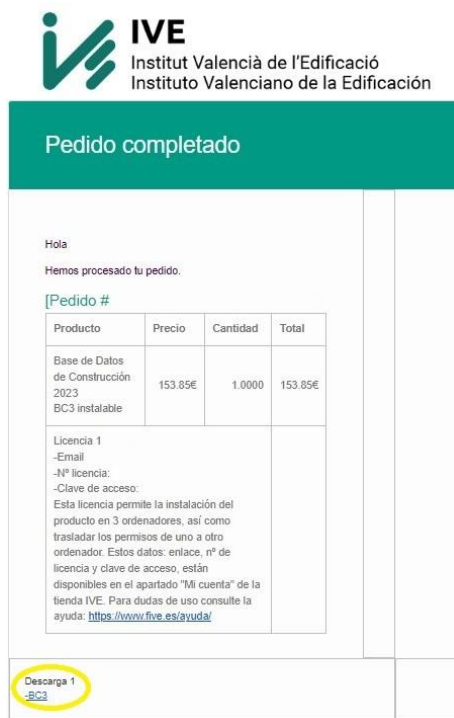 IVE
Institut Valencià de l'Edificació
Instituto Valenciano de la Edificación
Pedido completado
Hola
Hemos procesado tu pedido.
[Pedido #
Producto Precio Cantidad Total
Base de Datos
de Construcción
2023
BC3 instalable
153.85€ 1.0000 153.85€
Licencia 1
-Email
-Nº licencia:
-Clave de acceso:
Esta licencia permite la instalación del
producto en 3 ordenadores, así como
trasladar los permisos de uno a otro
ordenador. Estos datos: enlace, nº de
licencia y clave de acceso, están
disponibles en el apartado "Mi cuenta" de la
tienda IVE. Para dudas de uso consulte la
ayuda: https://www.five.es/ayuda/
Descarga 1
-BC3